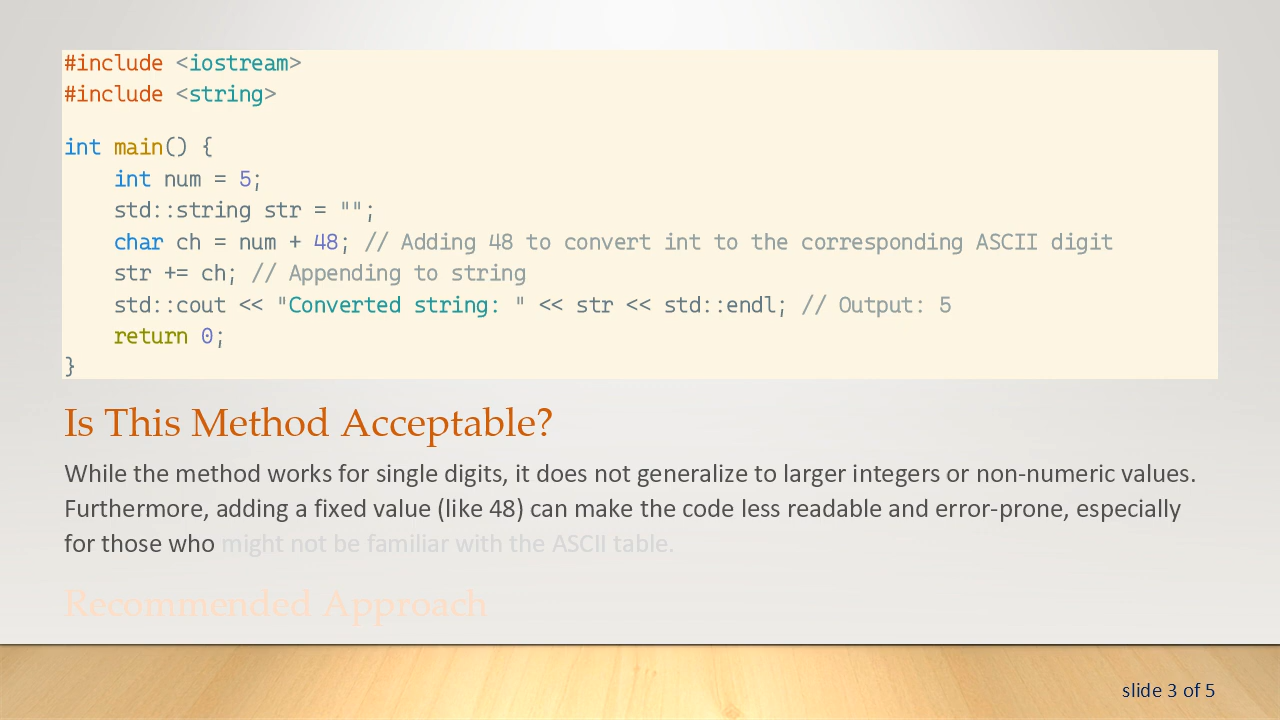 #include <iostream>
#include <string>
int main() {
    int num = 5;
    std::string str = "";
    char ch = num + 48; // Adding 48 to convert int to the corresponding ASCII digit
    str += ch; // Appending to string
    std::cout << "Converted string: " << str << std::endl; // Output: 5
    return 0;
}
Is This Method Acceptable?
While the method works for single digits, it does not generalize to larger integers or non-numeric values.
Furthermore, adding a fixed value (like 48) can make the code less readable and error-prone, especially
for those who might not be familiar with the ASCII table.
Recommended Approach
slide 3 of 5